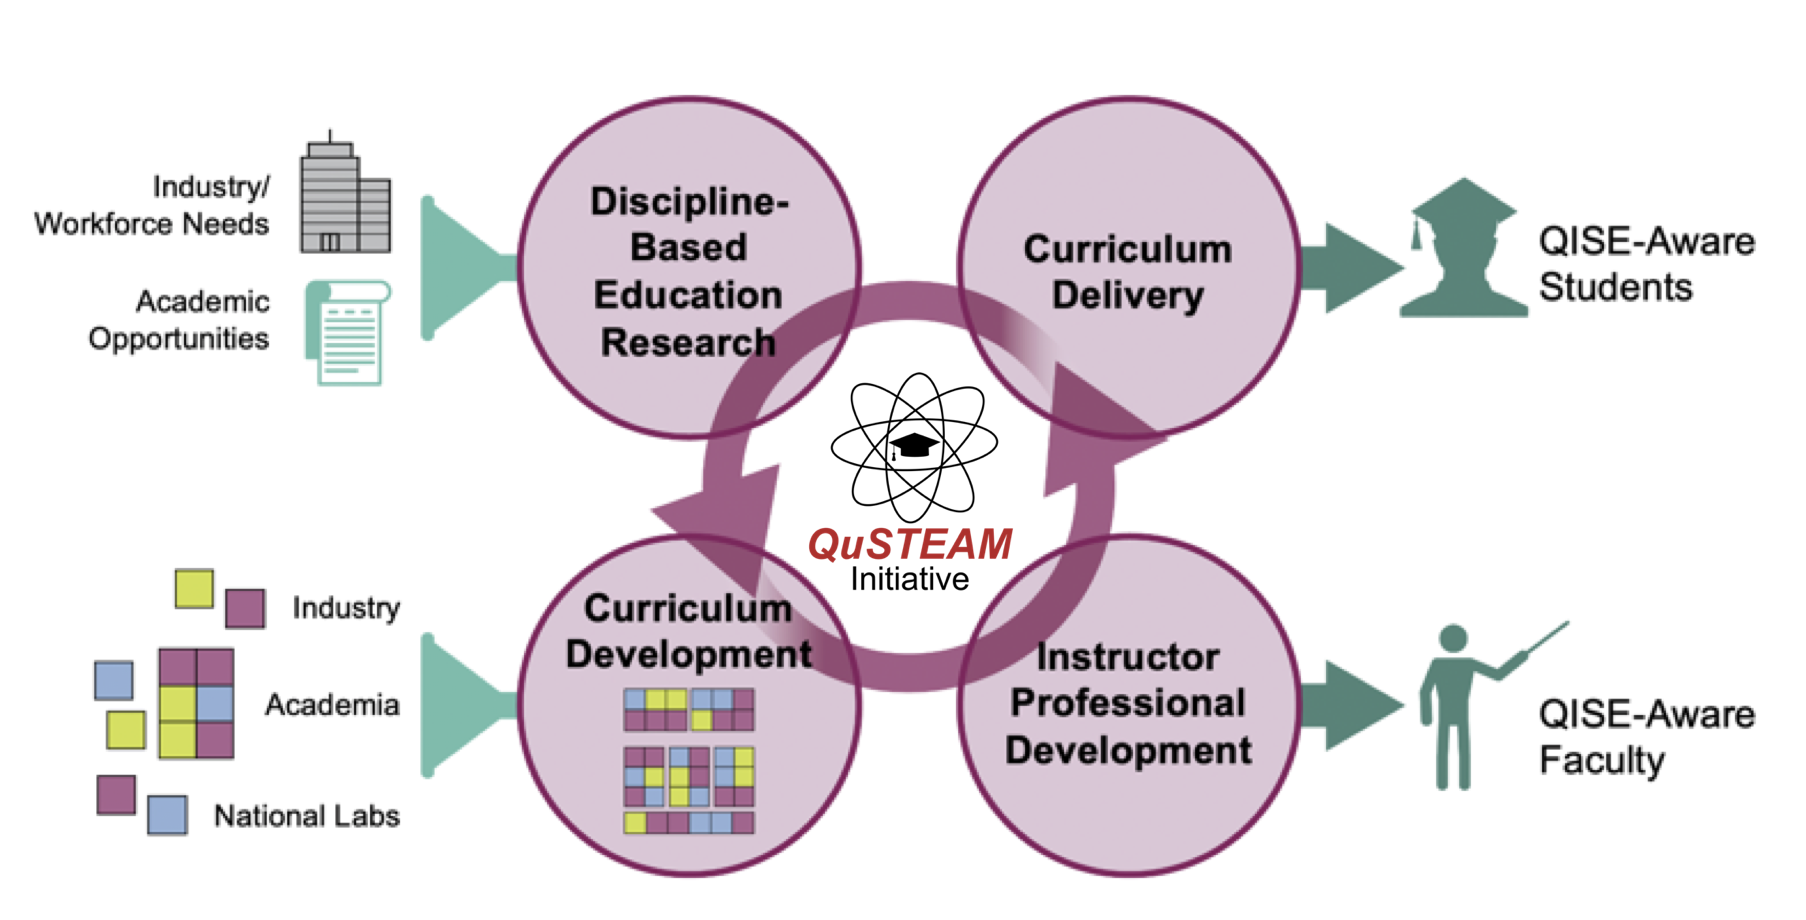 Industry/
Workforce Needs
Academic
Opportunities
Discipline-
Based
Education
Research
Curriculum
Delivery
QISE-Aware
Students
QuSTEAM
Initiative
Industry
Academia
National Labs
Curriculum
Development
Instructor
Professional
Development
QISE-Aware
Faculty